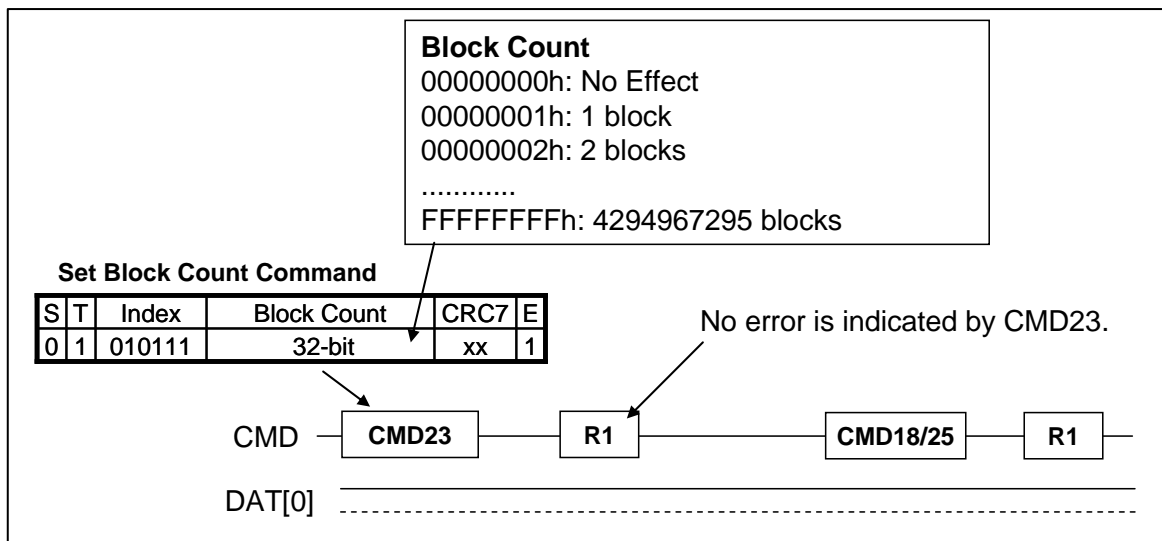 Block Count
00000000h: No Effect
00000001h: 1 block
00000002h: 2 blocks
............
FFFFFFFFh: 4294967295 blocks
Set Block Count Command
S T Index Block Count CRC7 E
0 1 010111 32-bit xx 1
No error is indicated by CMD23.
CMD CMD23 R1 CMD18/25 R1
DAT[0]